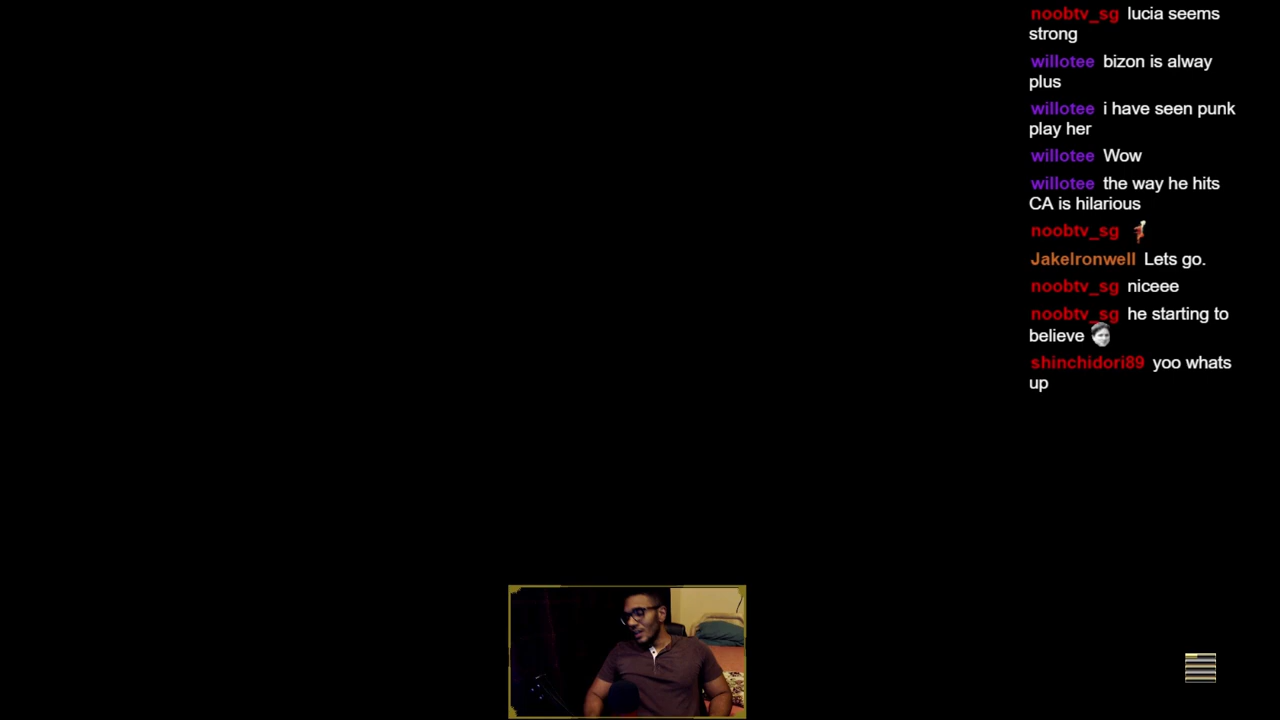 noobtv_sg lucia seems
strong
willotee bizon is alway
plus
willotee i have seen punk
play her
willotee Wow
willotee the way he hits
CA is hilarious
noobtv_sg
JakeIronwell Lets go.
noobtv_sg niceee
noobtv_sg he starting to
believe
shinchidori89 yoo whats
up